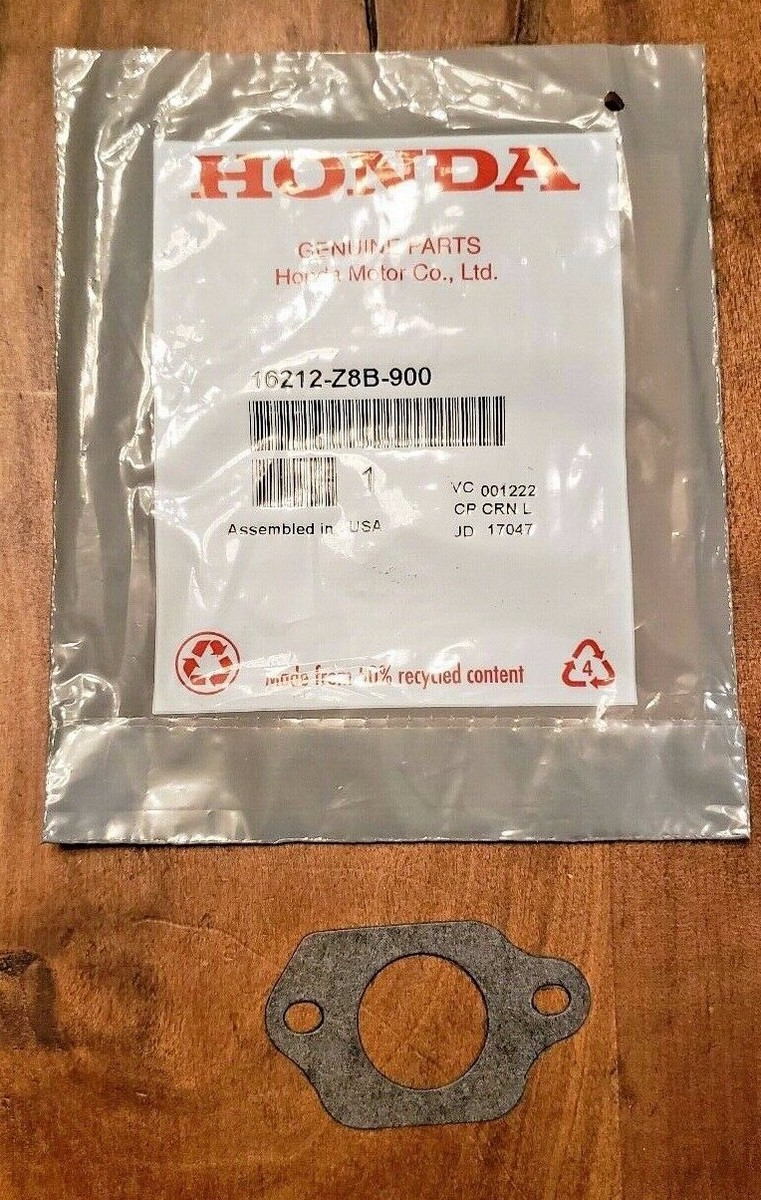 HONDA
GENUINE PARTS
Honda Motor Co., Ltd.
16212-Z8B-900
1
VC 001222
CP CRN L
Assembled in USA
JD 17047
Made from 40% recycled content
4